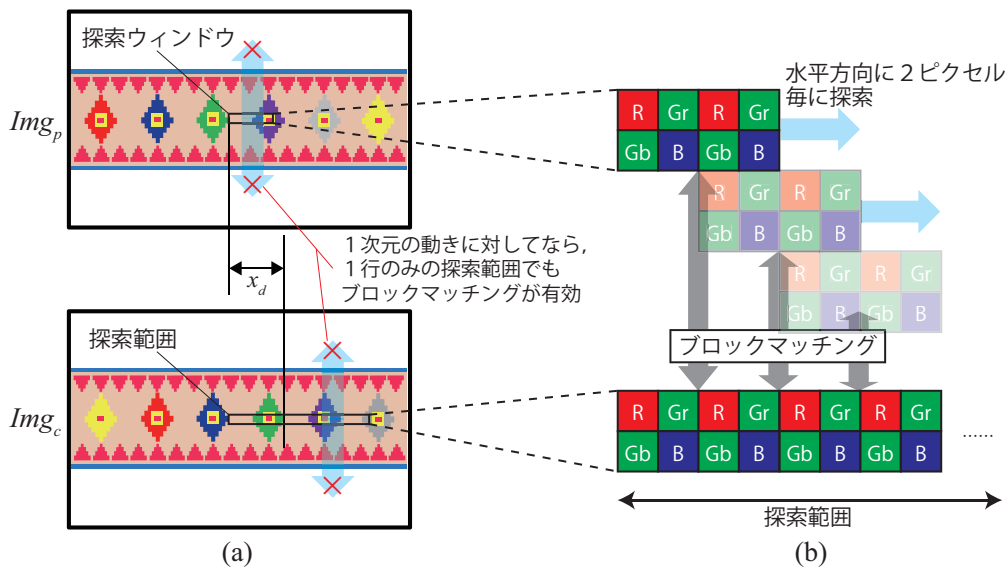 探索ウィンドウ
Img_p
x_d
1次元の動きに対してなら,
1行のみの探索範囲でも
ブロックマッチングが有効
探索範囲
Img_c
(a)
水平方向に2ピクセル
毎に探索
R Gr R Gr
Gb B Gb B
R Gr R Gr
Gb B Gb B
R Gr R Gr
Gb B Gb B
ブロックマッチング
R Gr R Gr R Gr R Gr
Gb B Gb B Gb B Gb B ......
探索範囲
(b)